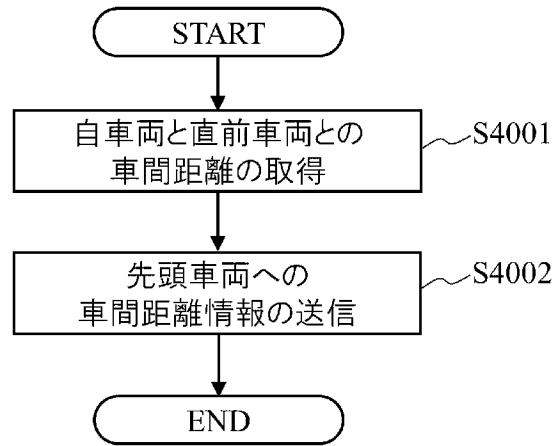 START
自車両と直前車両との
車間距離の取得
S4001
先頭車両への
車間距離情報の送信
S4002
END